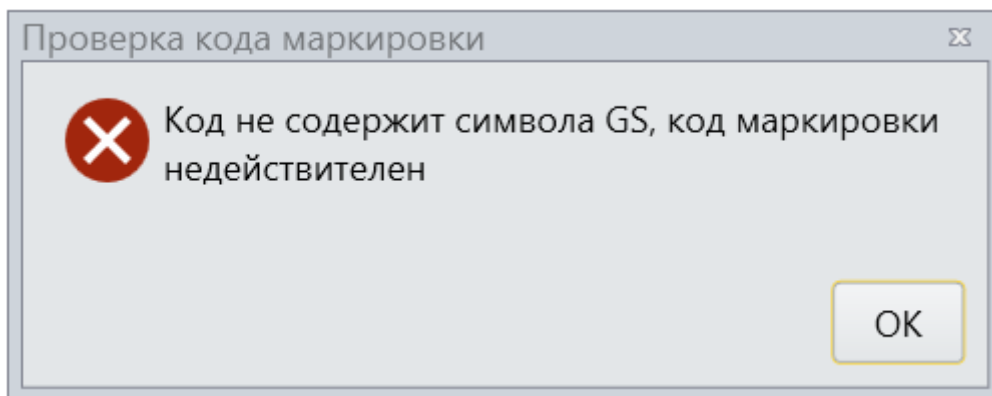 Проверка кода маркировки
Код не содержит символа GS, код маркировки
недействителен
OK